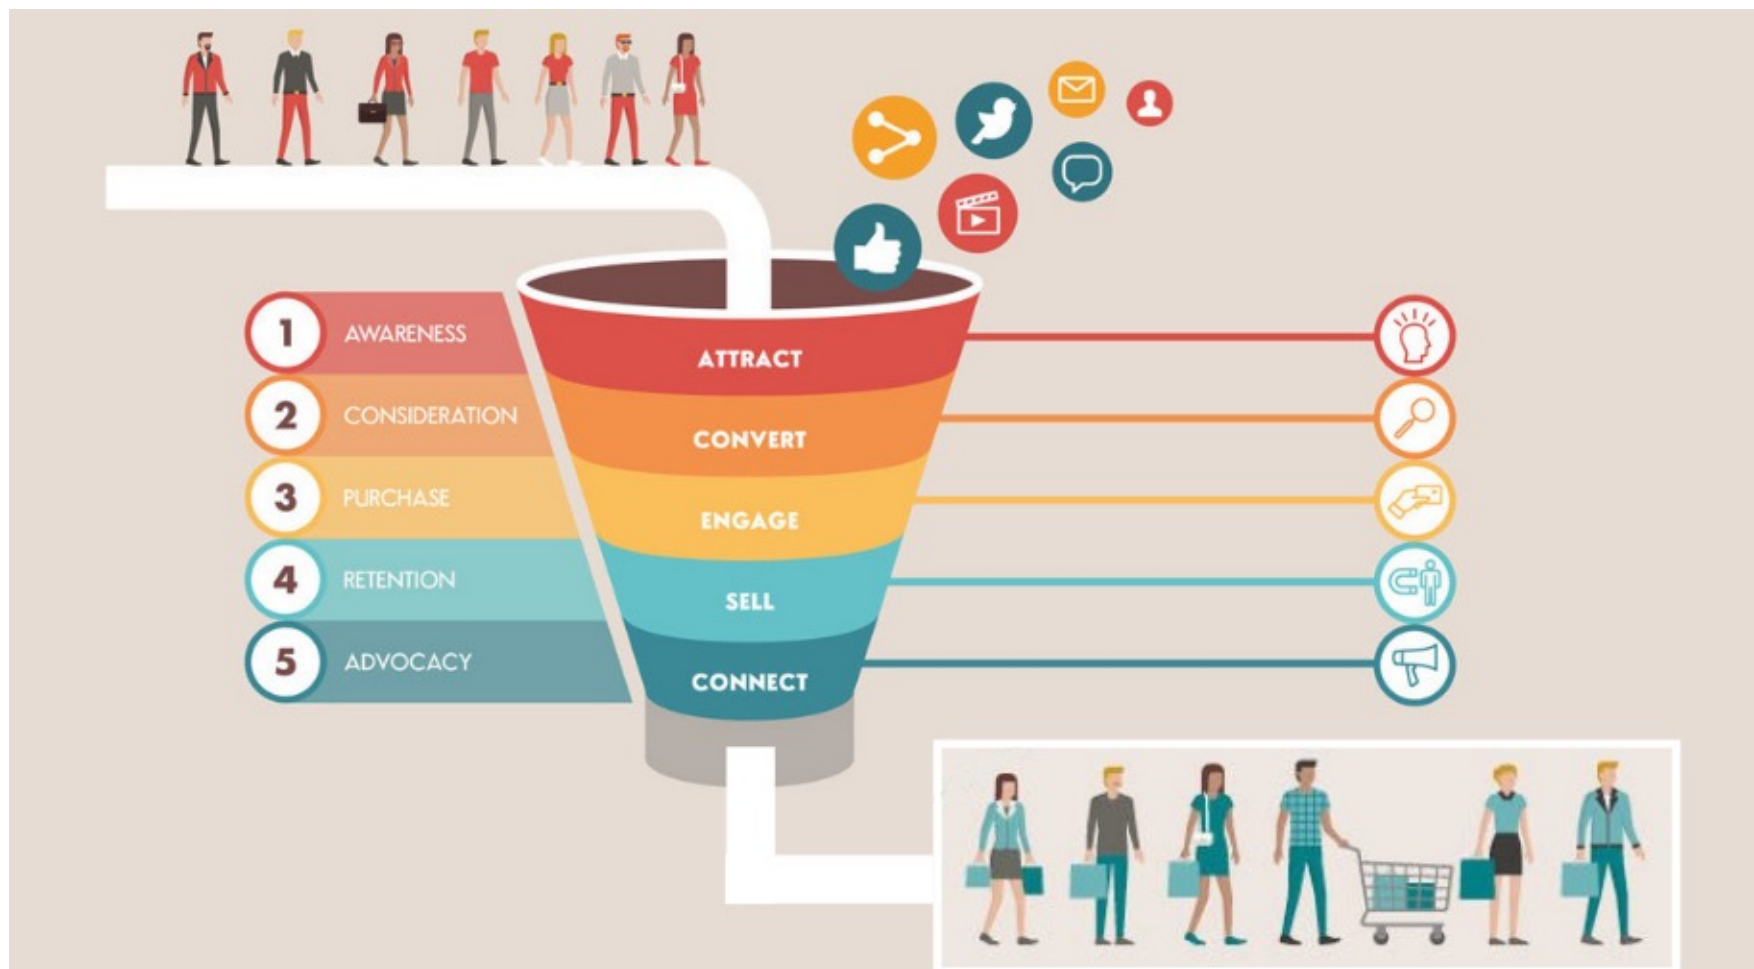 1 AWARENESS
ATTRACT
2 CONSIDERATION
CONVERT
3 PURCHASE
ENGAGE
4 RETENTION
SELL
5 ADVOCACY
CONNECT